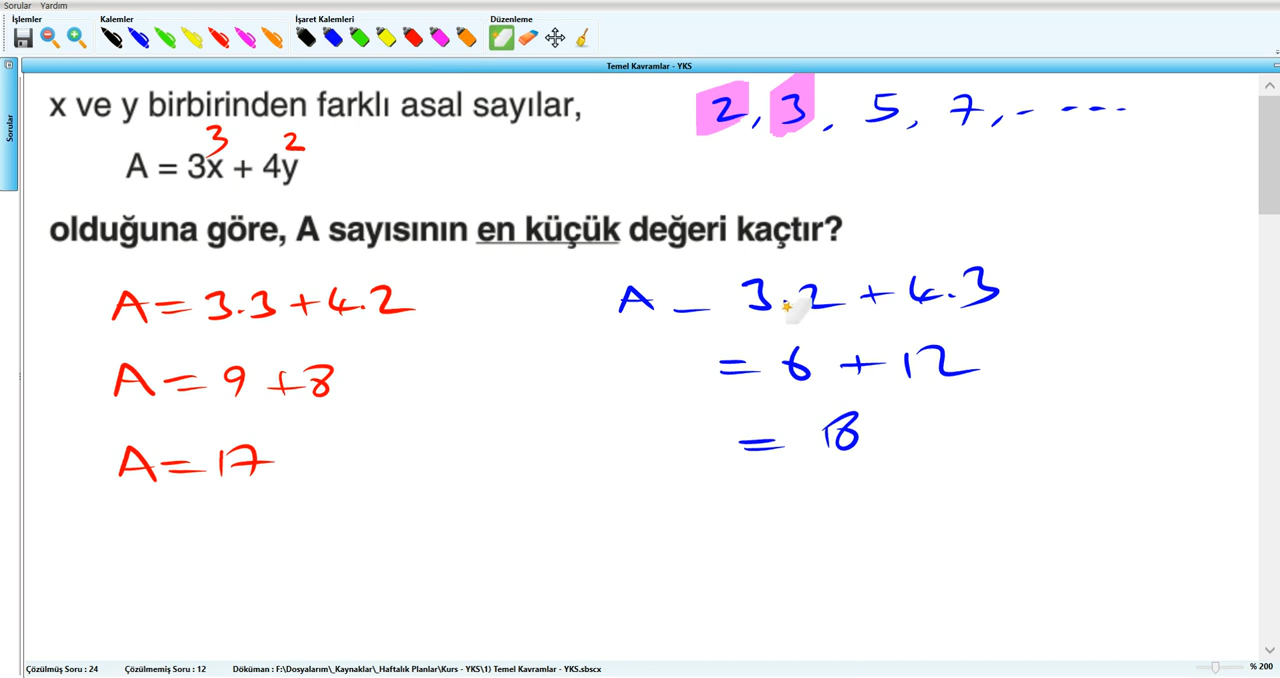 Sorular Yardım
İşlemler Kalemler İşaret Kalemleri Düzenleme
Temel Kavramlar - YKS
Sorular
x ve y birbirinden farklı asal sayılar,
2, 3, 5, 7, - ---
3 2
A = 3x + 4y
olduğuna göre, A sayısının en küçük değeri kaçtır?
A = 3.3 + 4.2
A = 9 + 8
A = 17
A _ 3.2 + 4.3
= 6 + 12
= 18
Çözülmüş Soru : 24 Çözülmemiş Soru : 12 Döküman : F:\Dosyalarım\_Kaynaklar\_Haftalık Planlar\Kurs - YKS\1) Temel Kavramlar - YKS.sbscx % 200